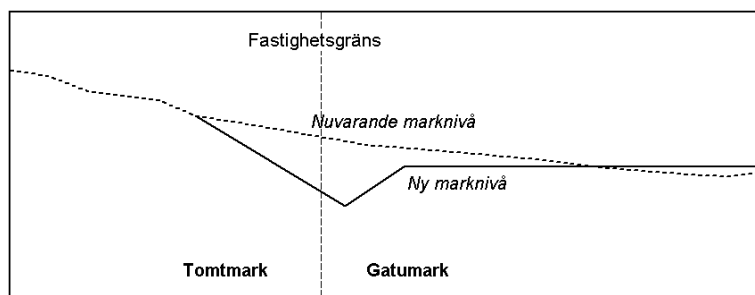 Fastighetsgräns
Nuvarande marknivå
Ny marknivå
Tomtmark
Gatumark